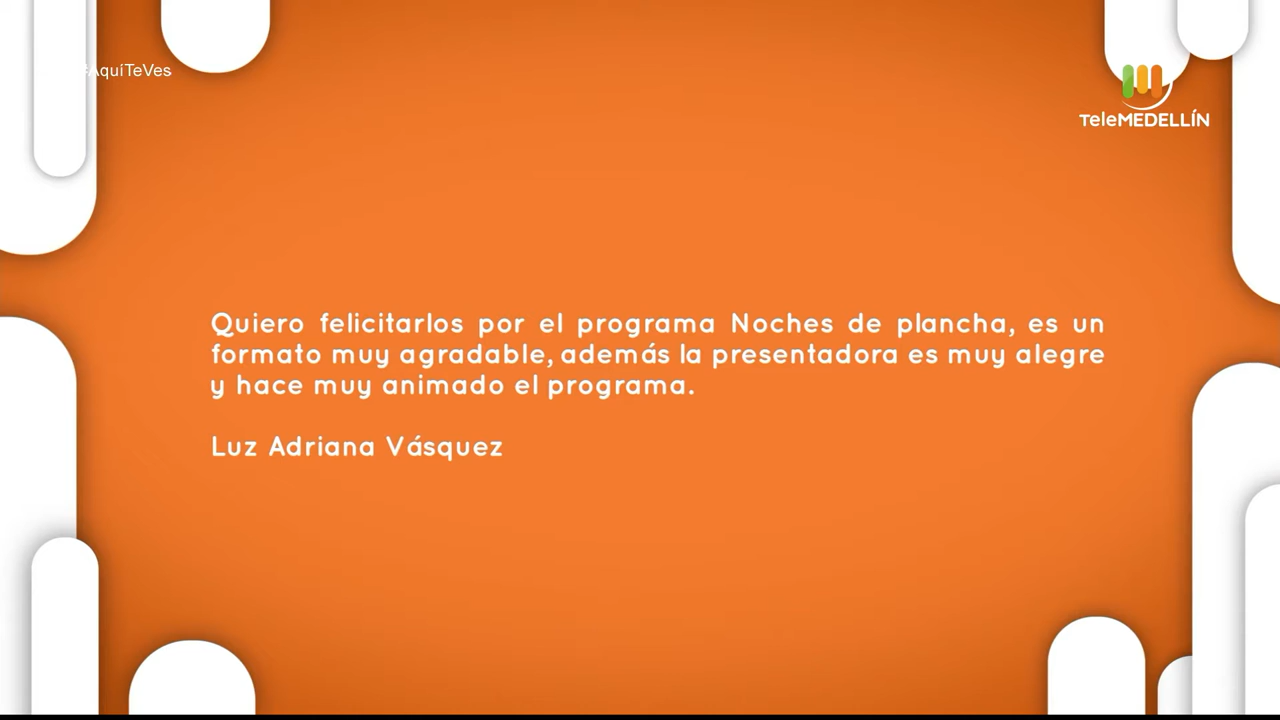 #AquíTeVes
TeleMEDELLÍN
Quiero felicitarlos por el programa Noches de plancha, es un
formato muy agradable, además la presentadora es muy alegre
y hace muy animado el programa.
Luz Adriana Vásquez